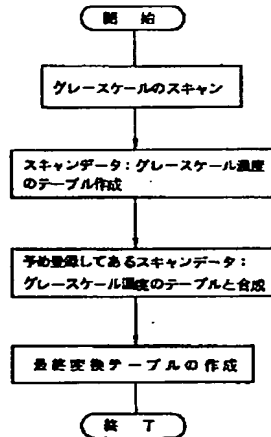 開始
グレースケールのスキャン
スキャンデータ：グレースケール濃度
のテーブル作成
予め登録してあるスキャンデータ：
グレースケール濃度のテーブルと合成
最終変換テーブルの作成
終了